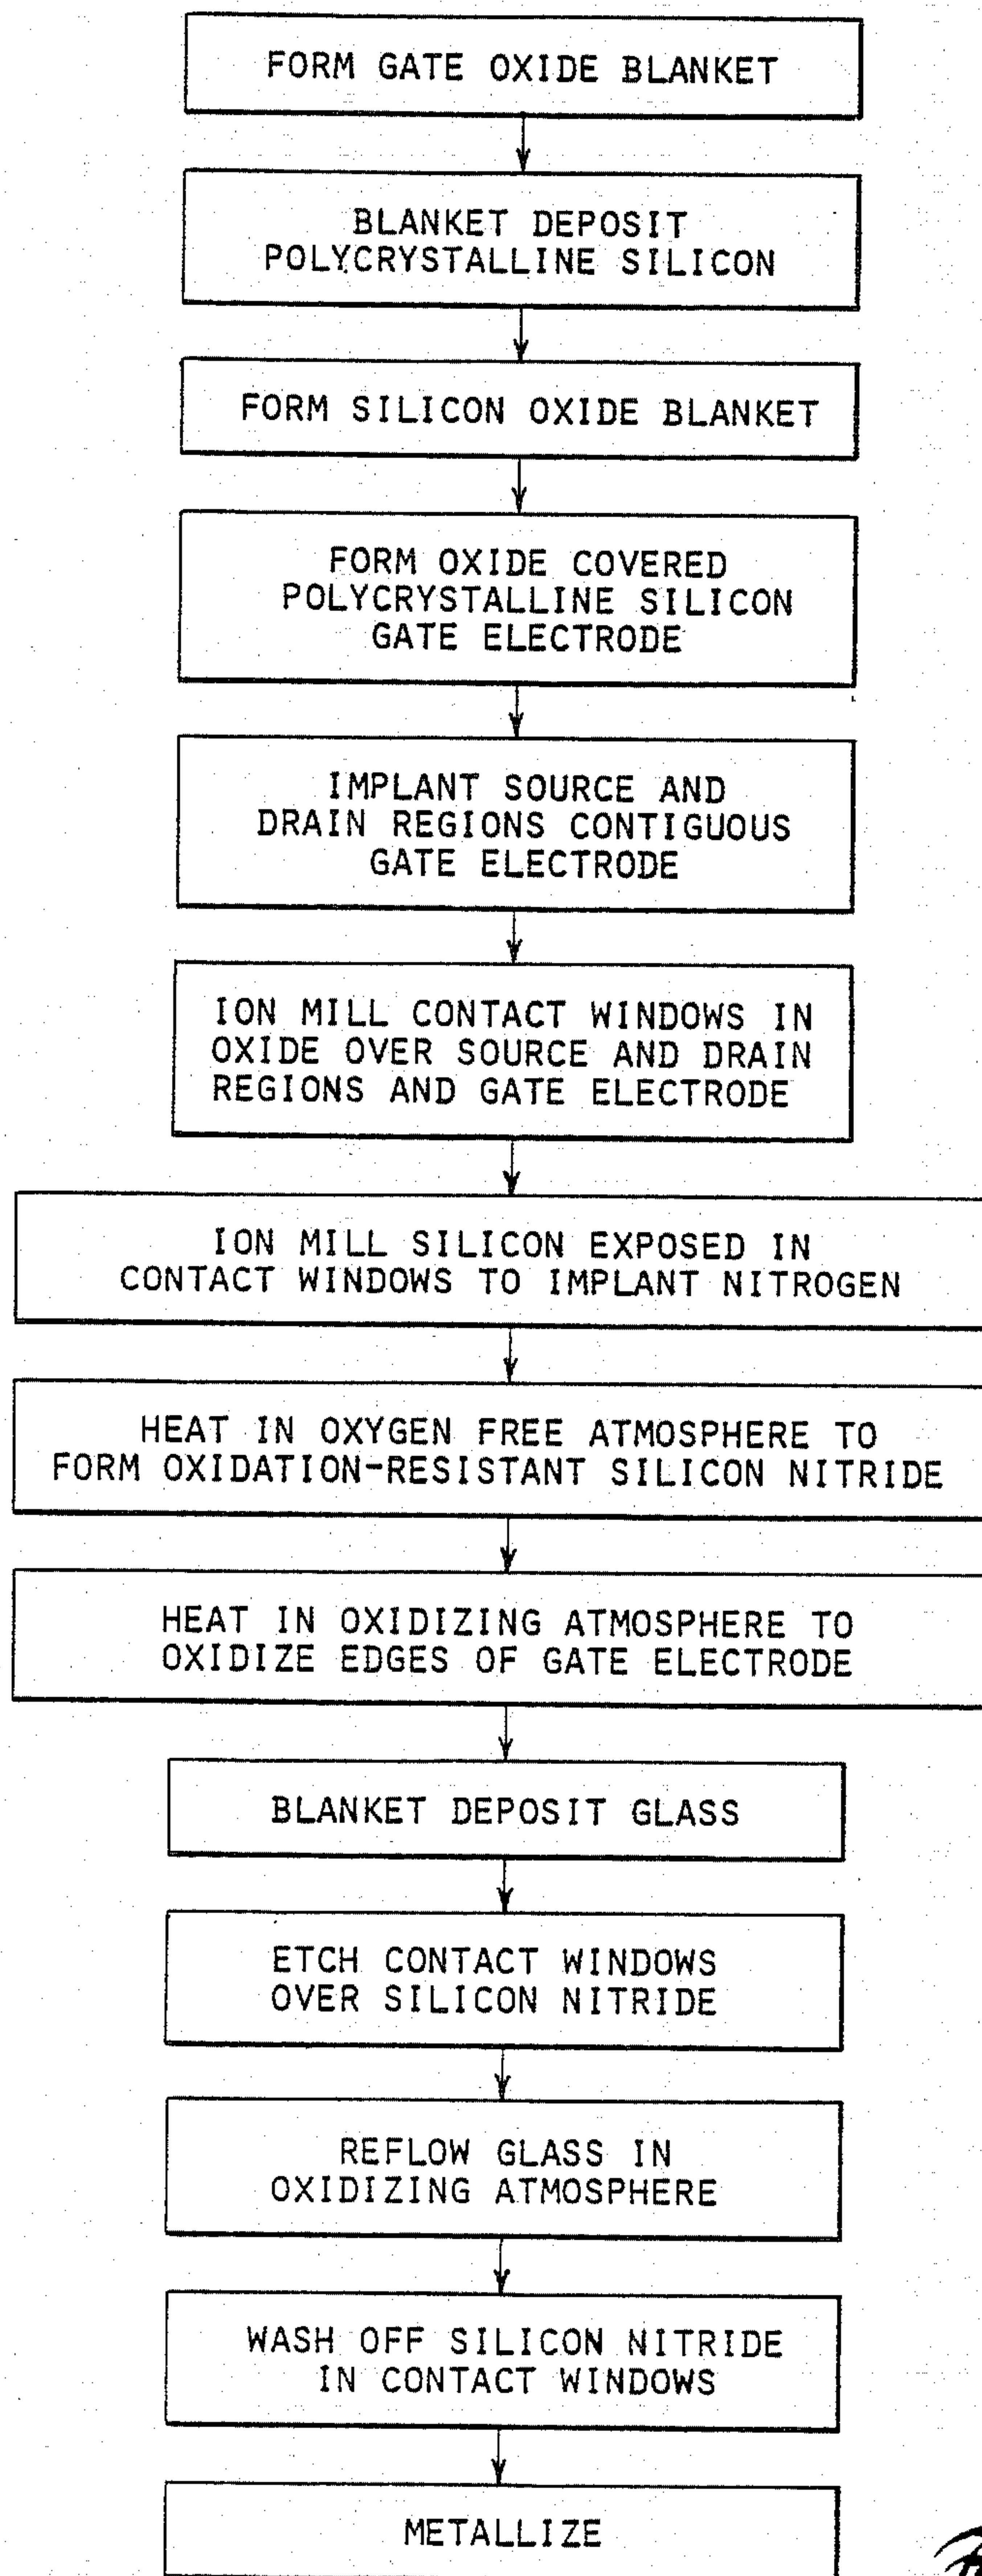 FORM GATE OXIDE BLANKET
BLANKET DEPOSIT
POLYCRYSTALLINE SILICON
FORM SILICON OXIDE BLANKET
FORM OXIDE COVERED
POLYCRYSTALLINE SILICON
GATE ELECTRODE
IMPLANT SOURCE AND
DRAIN REGIONS CONTIGUOUS
GATE ELECTRODE
ION MILL CONTACT WINDOWS IN
OXIDE OVER SOURCE AND DRAIN
REGIONS AND GATE ELECTRODE
ION MILL SILICON EXPOSED IN
CONTACT WINDOWS TO IMPLANT NITROGEN
HEAT IN OXYGEN FREE ATMOSPHERE TO
FORM OXIDATION-RESISTANT SILICON NITRIDE
HEAT IN OXIDIZING ATMOSPHERE TO
OXIDIZE EDGES OF GATE ELECTRODE
BLANKET DEPOSIT GLASS
ETCH CONTACT WINDOWS
OVER SILICON NITRIDE
REFLOW GLASS IN
OXIDIZING ATMOSPHERE
WASH OFF SILICON NITRIDE
IN CONTACT WINDOWS
METALLIZE